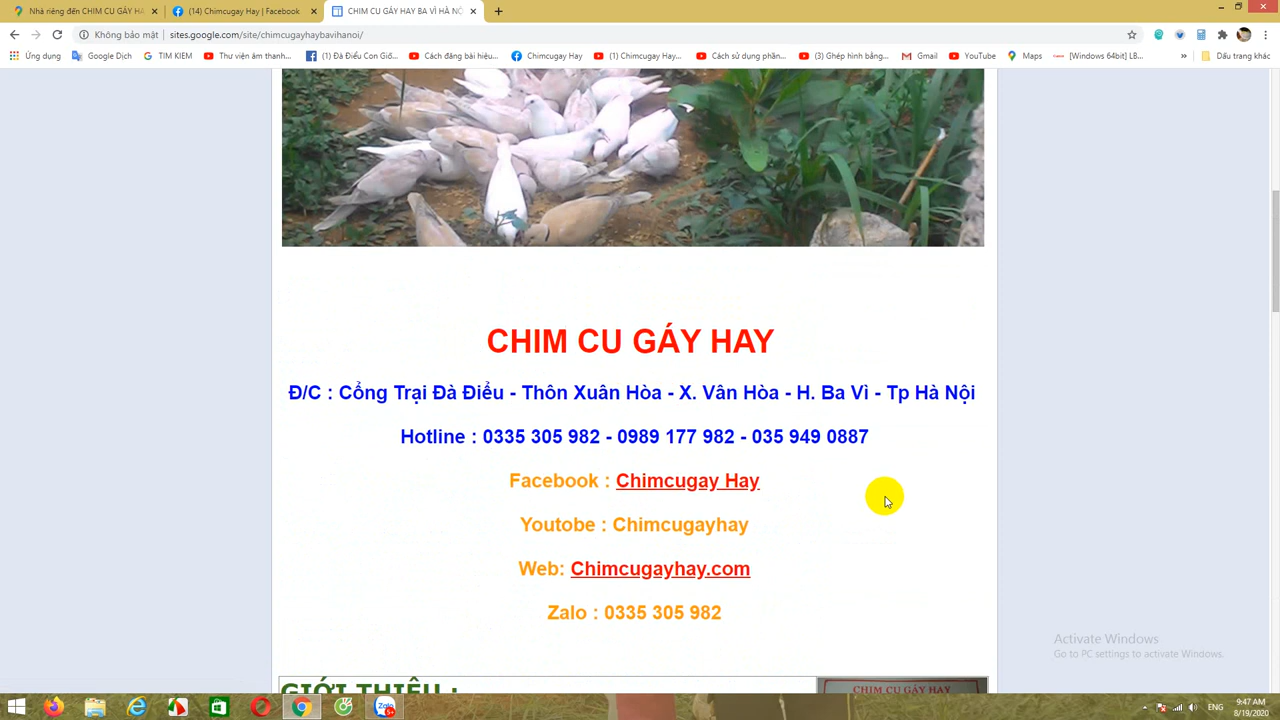 Nhà riêng đến CHIM CU GÁY HA
(14) Chimcugay Hay | Facebook
CHIM CU GÁY HAY BA VÌ HÀ NỘ
Không bảo mật
sites.google.com/site/chimcugayhaybavihanoi/
Ứng dụng
Google Dịch
TIM KIEM
Thư viện âm thanh...
(1) Đà Điểu Con Giố...
Cách đăng bài hiệu...
Chimcugay Hay
(1) Chimcugay Hay...
Cách sử dụng phần...
(3) Ghép hình bằng...
Gmail
YouTube
Maps
[Windows 64bit] LB...
»
Dấu trang khác
CHIM CU GÁY HAY
Đ/C : Cổng Trại Đà Điểu - Thôn Xuân Hòa - X. Vân Hòa - H. Ba Vì - Tp Hà Nội
Hotline : 0335 305 982 - 0989 177 982 - 035 949 0887
Facebook : Chimcugay Hay
Youtobe : Chimcugayhay
Web: Chimcugayhay.com
Zalo : 0335 305 982
Activate Windows
Go to PC settings to activate Windows.
GIỚI THIỆU :
CHIM CU GÁY HAY
Zalo
5+
ENG
9:47 AM
8/19/2020